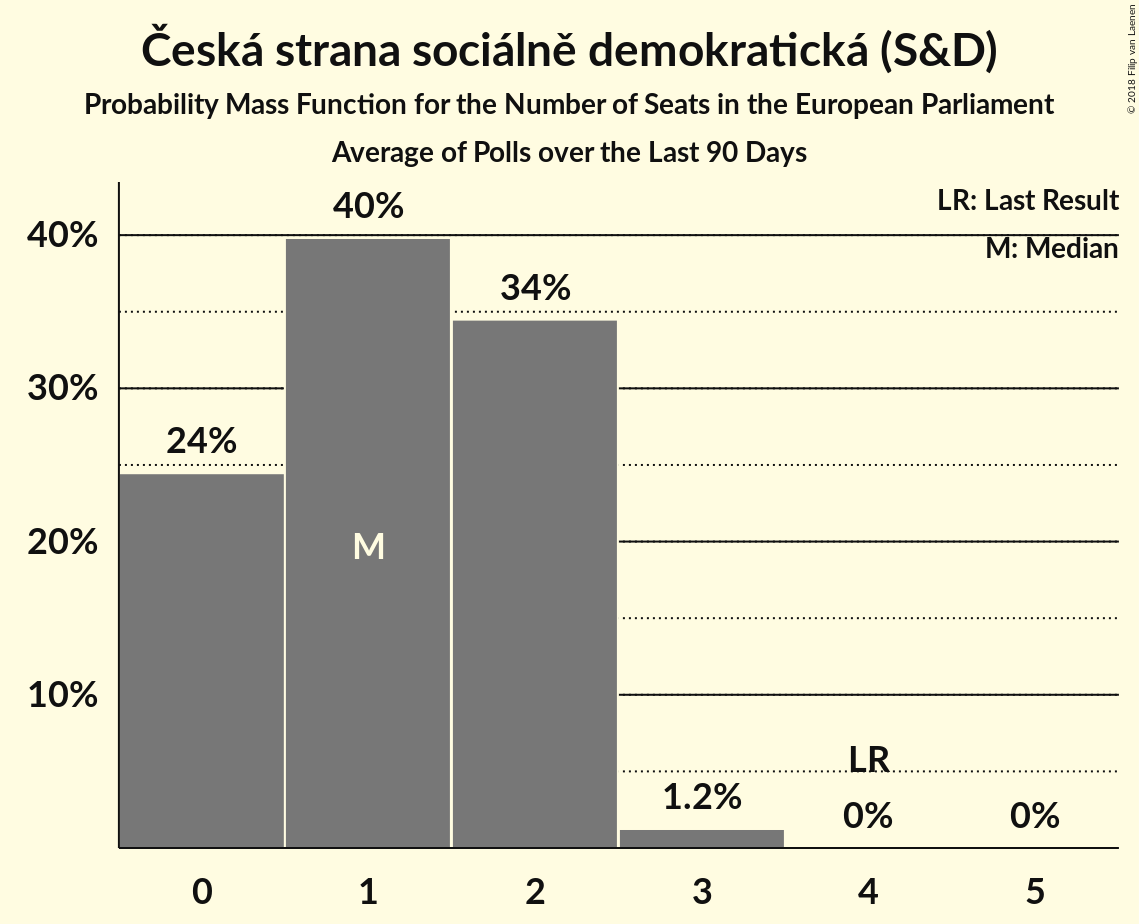 Česká strana sociálně demokratická (S&D)
Probability Mass Function for the Number of Seats in the European Parliament
Average of Polls over the Last 90 Days
© 2018 Filip van Laenen
LR: Last Result
M: Median
40%
30%
20%
10%
24%
40%
34%
1.2%
0%
0%
M
LR
0
1
2
3
4
5